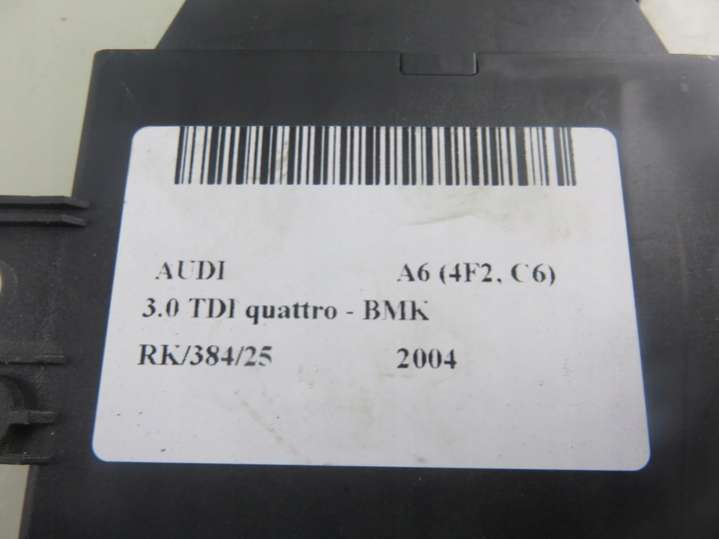 AUDI A6 (4F2, C6)
3.0 TDI quattro - BMK
RK/384/25 2004